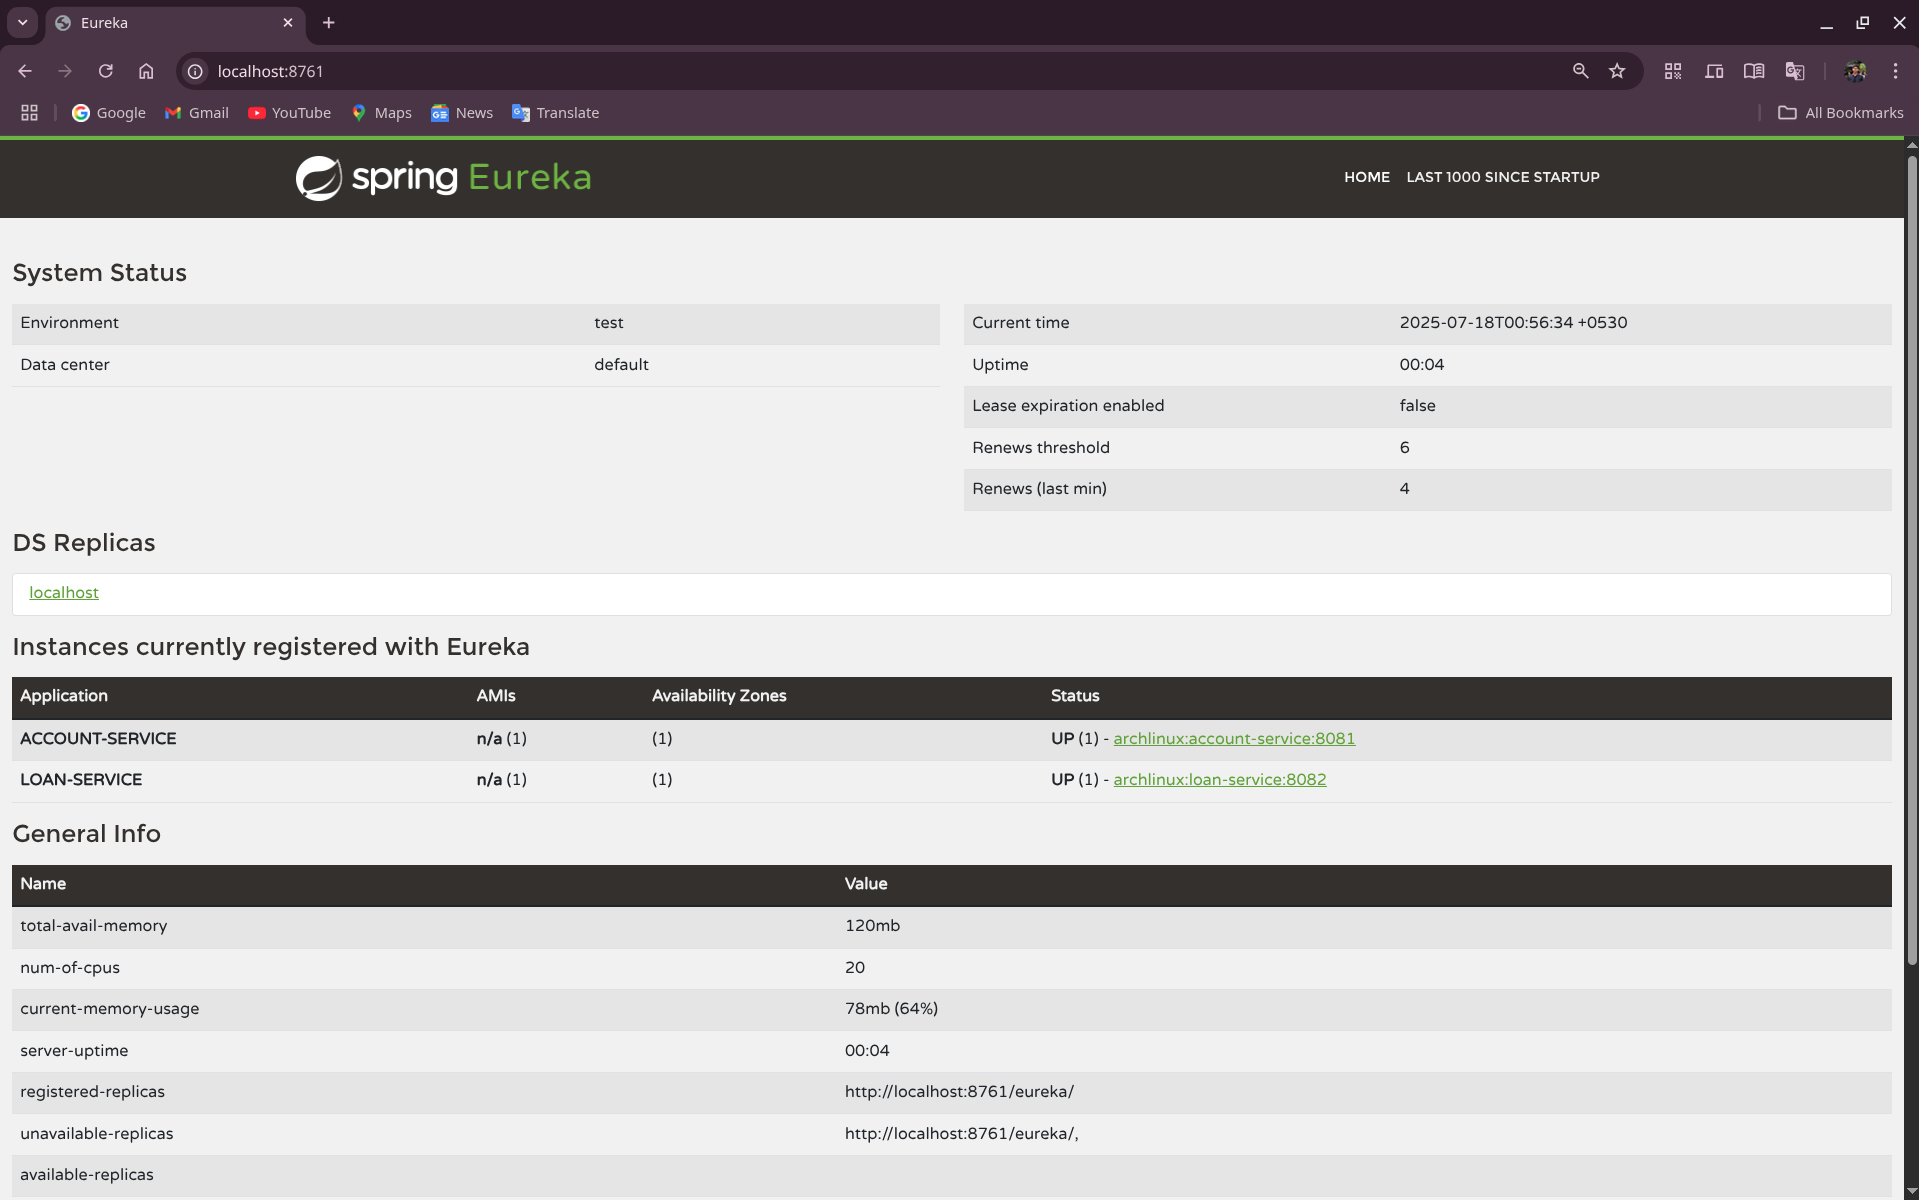 Eureka
localhost:8761
Google Gmail YouTube Maps News Translate All Bookmarks
spring Eureka HOME LAST 1000 SINCE STARTUP
System Status
Environment test
Data center default
Current time 2025-07-18T00:56:34 +0530
Uptime 00:04
Lease expiration enabled false
Renews threshold 6
Renews (last min) 4
DS Replicas
localhost
Instances currently registered with Eureka
Application AMIs Availability Zones Status
ACCOUNT-SERVICE n/a (1) (1) UP (1) - archlinux:account-service:8081
LOAN-SERVICE n/a (1) (1) UP (1) - archlinux:loan-service:8082
General Info
Name Value
total-avail-memory 120mb
num-of-cpus 20
current-memory-usage 78mb (64%)
server-uptime 00:04
registered-replicas http://localhost:8761/eureka/
unavailable-replicas http://localhost:8761/eureka/,
available-replicas